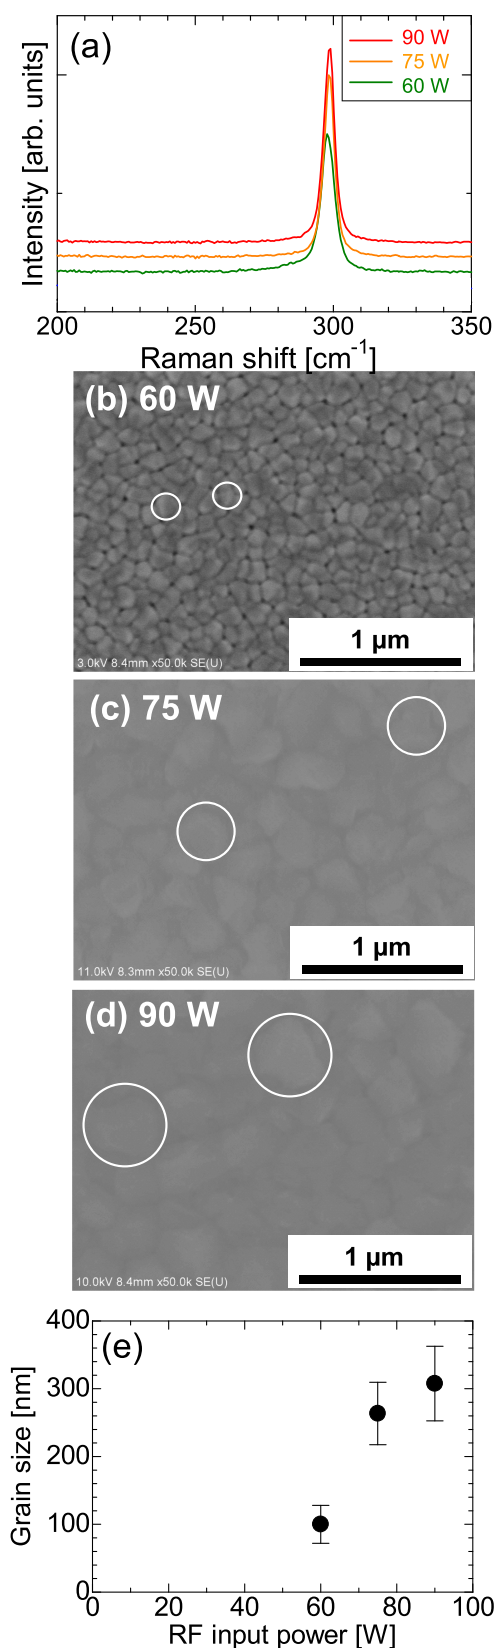 (a)
90 W
75 W
60 W
Intensity [arb. units]
200 250 300 350
Raman shift [cm⁻¹]
(b) 60 W
1 μm
3.0kV 8.4mm x50.0k SE(U)
(c) 75 W
1 μm
11.0kV 8.3mm x50.0k SE(U)
(d) 90 W
1 μm
10.0kV 8.4mm x50.0k SE(U)
(e)
400
300
200
100
0
Grain size [nm]
0 20 40 60 80 100
RF input power [W]